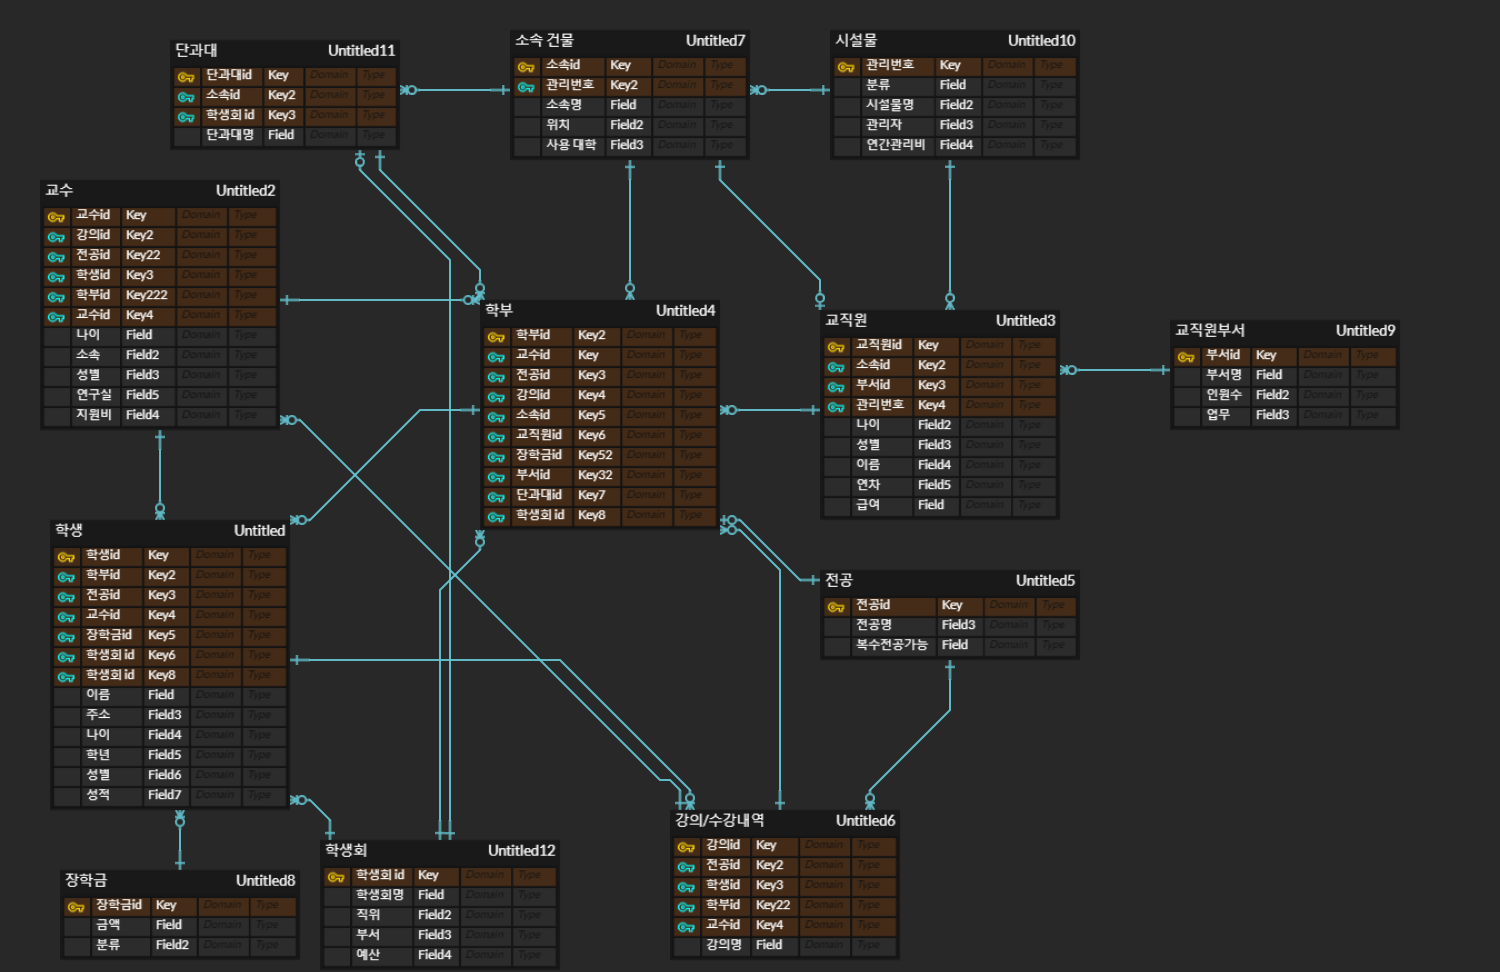 단과대 Untitled11
단과대id Key Domain Type
소속id Key2 Domain Type
학생회 id Key3 Domain Type
단과대명 Field Domain Type
소속 건물 Untitled7
소속id Key Domain Type
관리번호 Key2 Domain Type
소속명 Field Domain Type
위치 Field2 Domain Type
사용 대학 Field3 Domain Type
시설물 Untitled10
관리번호 Key Domain Type
분류 Field Domain Type
시설물명 Field2 Domain Type
관리자 Field3 Domain Type
연간관리비 Field4 Domain Type
교수 Untitled2
교수id Key Domain Type
강의id Key2 Domain Type
전공id Key22 Domain Type
학생id Key3 Domain Type
학부id Key222 Domain Type
교수id Key4 Domain Type
나이 Field Domain Type
소속 Field2 Domain Type
성별 Field3 Domain Type
연구실 Field5 Domain Type
지원비 Field4 Domain Type
학부 Untitled4
학부id Key2 Domain Type
교수id Key Domain Type
전공id Key3 Domain Type
강의id Key4 Domain Type
소속id Key5 Domain Type
교직원id Key6 Domain Type
장학금id Key52 Domain Type
부서id Key32 Domain Type
단과대id Key7 Domain Type
학생회 id Key8 Domain Type
교직원 Untitled3
교직원id Key Domain Type
소속id Key2 Domain Type
부서id Key3 Domain Type
관리번호 Key4 Domain Type
나이 Field2 Domain Type
성별 Field3 Domain Type
이름 Field4 Domain Type
연차 Field5 Domain Type
급여 Field Domain Type
교직원부서 Untitled9
부서id Key Domain Type
부서명 Field Domain Type
인원수 Field2 Domain Type
업무 Field3 Domain Type
학생 Untitled
학생id Key Domain Type
학부id Key2 Domain Type
전공id Key3 Domain Type
교수id Key4 Domain Type
장학금id Key5 Domain Type
학생회 id Key6 Domain Type
학생회 id Key8 Domain Type
이름 Field Domain Type
주소 Field3 Domain Type
나이 Field4 Domain Type
학년 Field5 Domain Type
성별 Field6 Domain Type
성적 Field7 Domain Type
전공 Untitled5
전공id Key Domain Type
전공명 Field3 Domain Type
복수전공가능 Field Domain Type
장학금 Untitled8
장학금id Key Domain Type
금액 Field Domain Type
분류 Field2 Domain Type
학생회 Untitled12
학생회 id Key Domain Type
학생회명 Field Domain Type
직위 Field2 Domain Type
부서 Field3 Domain Type
예산 Field4 Domain Type
강의/수강내역 Untitled6
강의id Key Domain Type
전공id Key2 Domain Type
학생id Key3 Domain Type
학부id Key22 Domain Type
교수id Key4 Domain Type
강의명 Field Domain Type